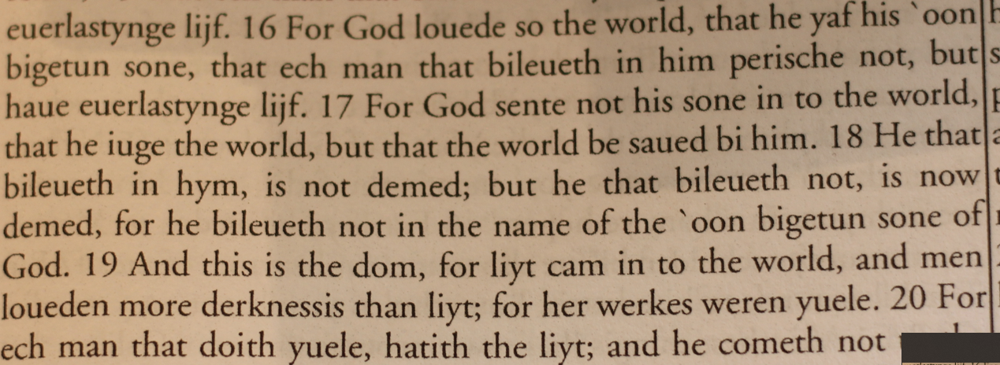 euerlastynge lijf. 16 For God louede so the world, that he yaf his `oon
bigetun sone, that ech man that bileueth in him perische not, but
haue euerlastynge lijf. 17 For God sente not his sone in to the world,
that he iuge the world, but that the world be saued bi him. 18 He that
bileueth in hym, is not demed; but he that bileueth not, is now
demed, for he bileueth not in the name of the `oon bigetun sone of
God. 19 And this is the dom, for liyt cam in to the world, and men
loueden more derknessis than liyt; for her werkes weren yuele. 20 For
ech man that doith yuele, hatith the liyt; and he cometh not